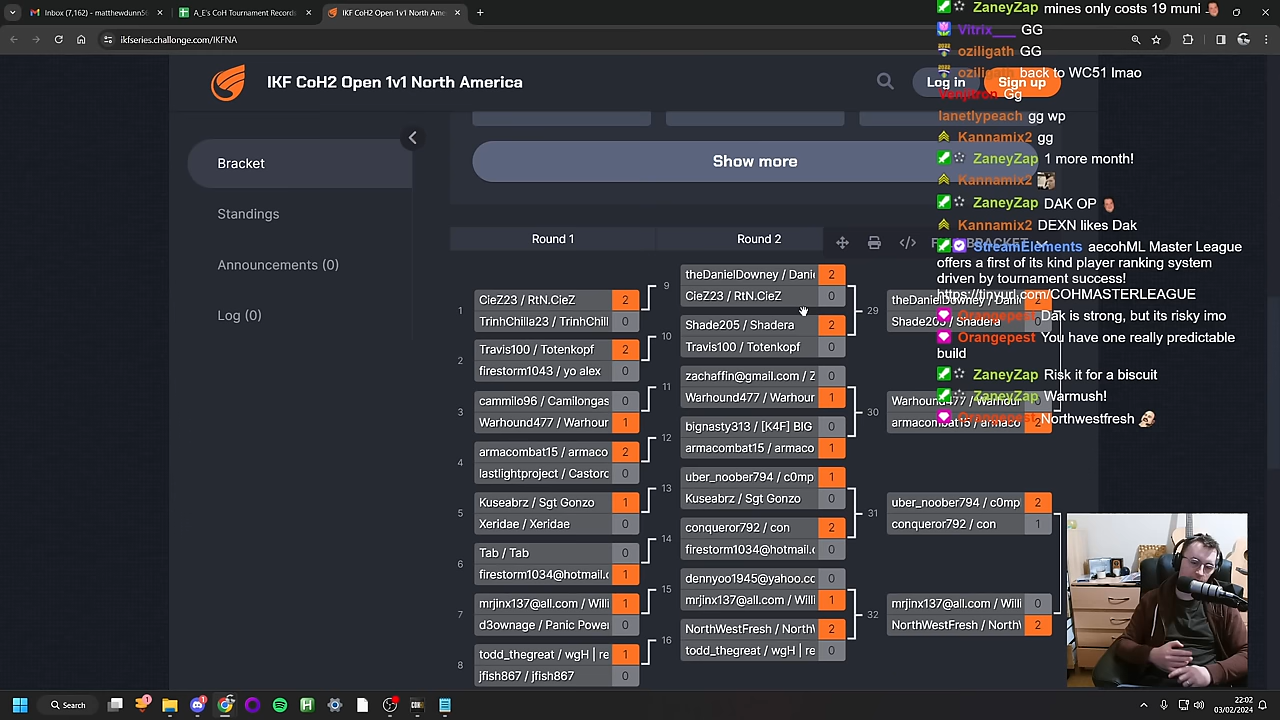 Inbox (7,162) - matthewdunn5
A_E's CoH Tournament Record
IKF CoH2 Open 1v1 North Ame
ikfseries.challonge.com/IKFNA
IKF CoH2 Open 1v1 North America
Log in
Sign up
Bracket
Standings
Announcements (0)
Log (0)
Show more
Round 1
Round 2
1
CieZ23 / RtN.CieZ 2
TrinhChilla23 / TrinhChill 0
2
Travis100 / Totenkopf 2
firestorm1043 / yo alex 0
3
cammilo96 / Camilongas 0
Warhound477 / Warhour 1
4
armacombat15 / armaco 2
lastlightproject / Castorc 0
5
Kuseabrz / Sgt Gonzo 1
Xeridae / Xeridae 0
6
Tab / Tab 0
firestorm1034@hotmail.c 1
7
mrjinx137@all.com / Willi 1
d3ownage / Panic Power 0
8
todd_thegreat / wgH | re 1
jfish867 / jfish867 0
9
theDanielDowney / Danie 2
CieZ23 / RtN.CieZ 0
10
Shade205 / Shadera 2
Travis100 / Totenkopf 0
11
zachaffin@gmail.com / Z 0
Warhound477 / Warhour 1
12
bignasty313 / [K4F] BIG 0
armacombat15 / armaco 1
13
uber_noober794 / c0mp 1
Kuseabrz / Sgt Gonzo 0
14
conqueror792 / con 2
firestorm1034@hotmail.c 0
15
dennyoo1945@yahoo.cc 0
mrjinx137@all.com / Willi 1
16
NorthWestFresh / North\ 2
todd_thegreat / wgH | re 0
29
theDanielDowney / Dani 2
Shade205 / Shadera 0
30
Warhound477 / Warhour 0
armacombat15 / armaco 2
31
uber_noober794 / c0mp 2
conqueror792 / con 1
32
mrjinx137@all.com / Willi 0
NorthWestFresh / North\ 2
ZaneyZap mines only costs 19 muni
Vitrix___ GG
oziligath GG
oziligath back to WC51 lmao
Gg
lanetlypeach gg wp
Kannamix2 gg
ZaneyZap 1 more month!
Kannamix2
ZaneyZap DAK OP
Kannamix2 DEXN likes Dak
StreamElements aecohML Master League
offers a first of its kind player ranking system
driven by tournament success!
https://tinyurl.com/COHMASTERLEAGUE
Orangepest Dak is strong, but its risky imo
Orangepest You have one really predictable
build
ZaneyZap Risk it for a biscuit
ZaneyZap Warmush!
Orangepest Northwestfresh
Search
22:02
03/02/2024